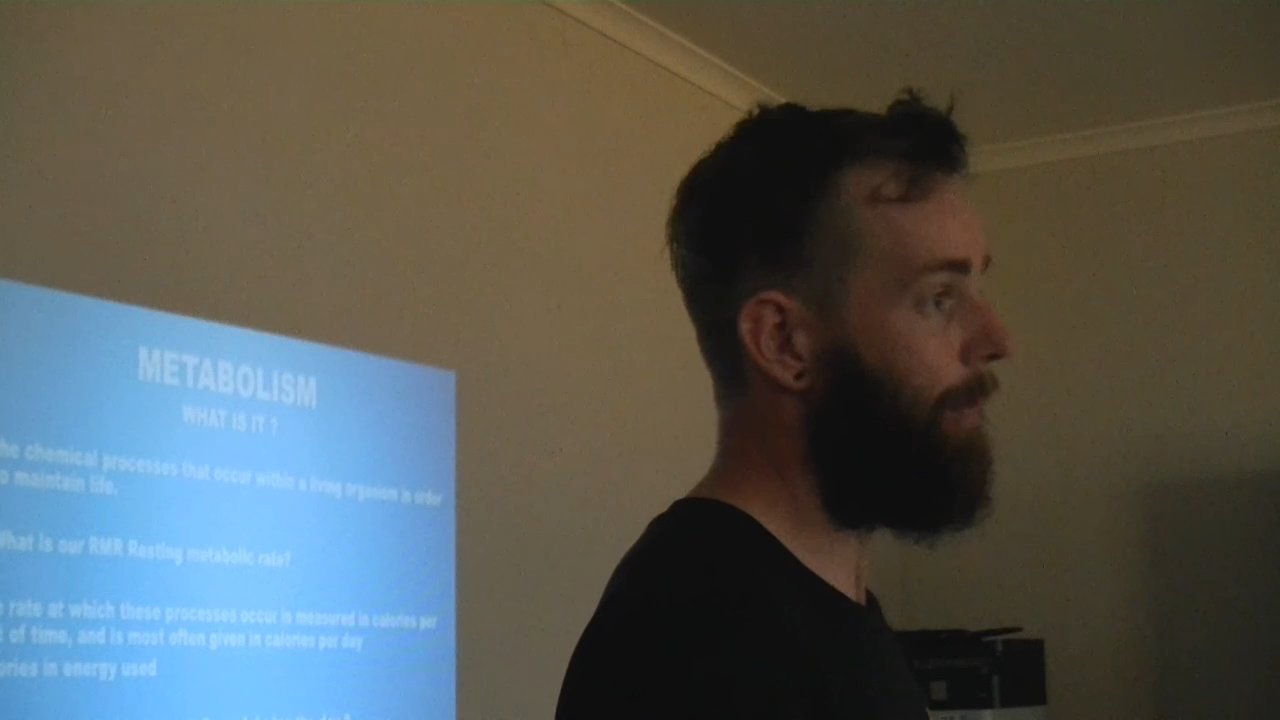 METABOLISM
WHAT IS IT ?
he chemical processes that occur within a living organism in order
o maintain life.
What is our RMR Resting metabolic rate?
rate at which these processes occur is measured in calories per
of time, and is most often given in calories per day
ories in energy used